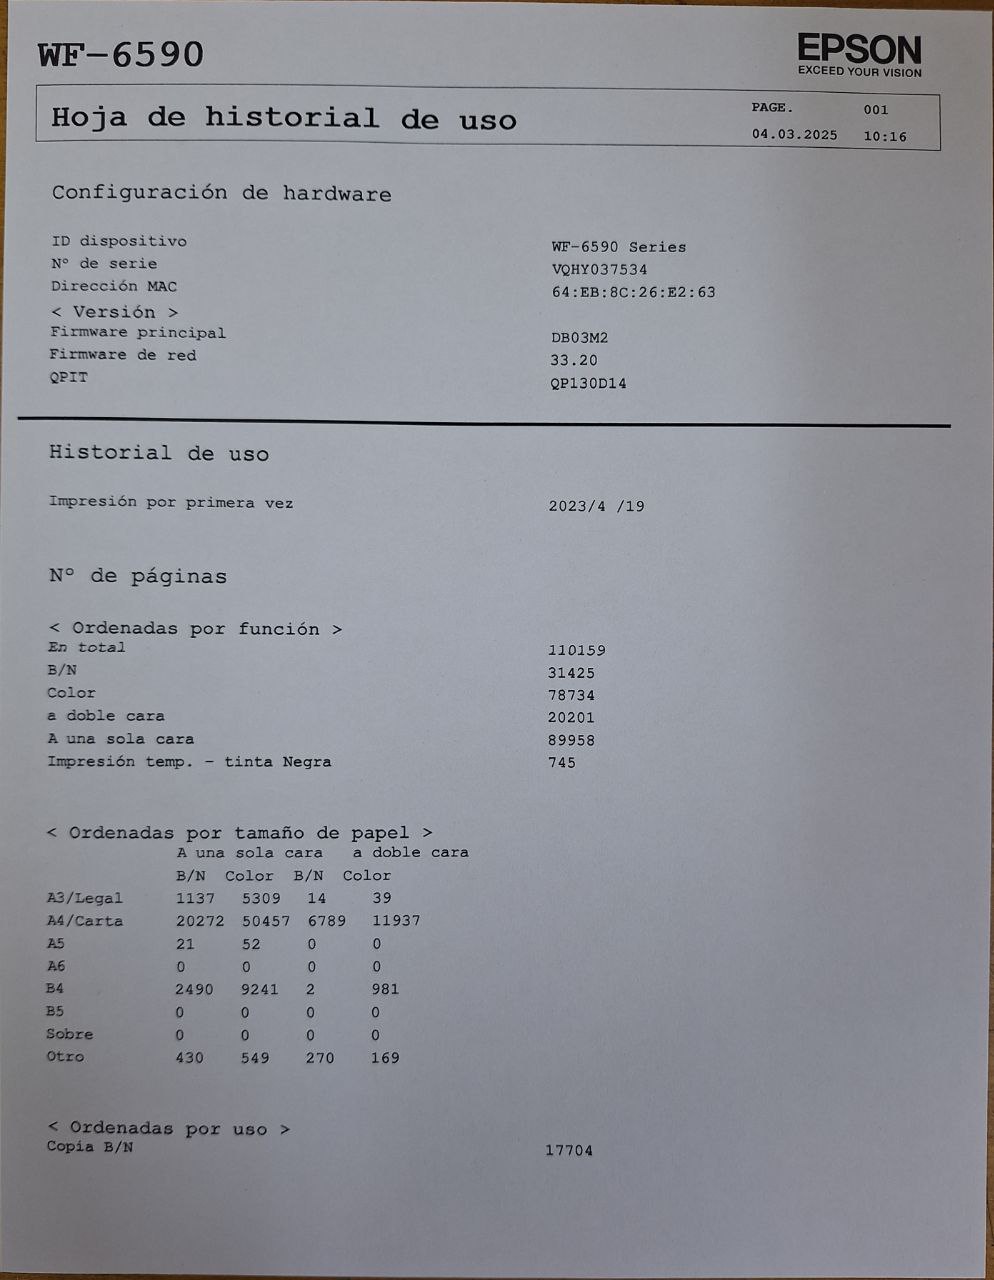 WF-6590
EPSON
EXCEED YOUR VISION
Hoja de historial de uso
PAGE. 001
04.03.2025 10:16
Configuración de hardware
ID dispositivo WF-6590 Series
Nº de serie VQHY037534
Dirección MAC 64:EB:8C:26:E2:63
< Versión >
Firmware principal DB03M2
Firmware de red 33.20
QPIT QP130D14
Historial de uso
Impresión por primera vez 2023/4 /19
Nº de páginas
< Ordenadas por función >
En total 110159
B/N 31425
Color 78734
a doble cara 20201
A una sola cara 89958
Impresión temp. - tinta Negra 745
< Ordenadas por tamaño de papel >
A una sola cara a doble cara
B/N Color B/N Color
A3/Legal 1137 5309 14 39
A4/Carta 20272 50457 6789 11937
A5 21 52 0 0
A6 0 0 0 0
B4 2490 9241 2 981
B5 0 0 0 0
Sobre 0 0 0 0
Otro 430 549 270 169
< Ordenadas por uso >
Copia B/N 17704